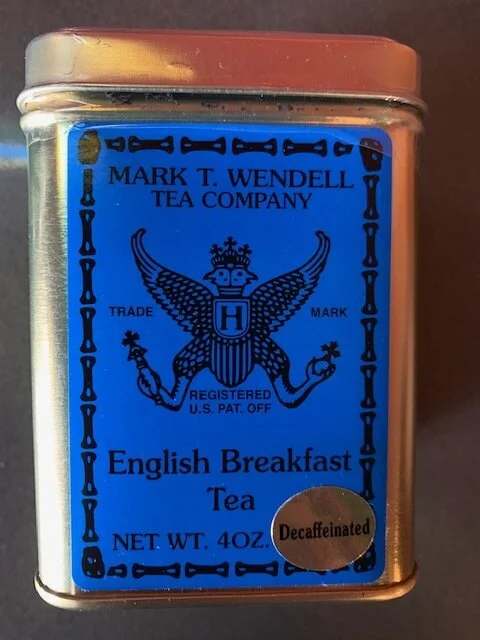 MARK T. WENDELL
TEA COMPANY
TRADE MARK
H
REGISTERED
U.S. PAT. OFF
English Breakfast
Tea
NET WT. 4OZ.
Decaffeinated